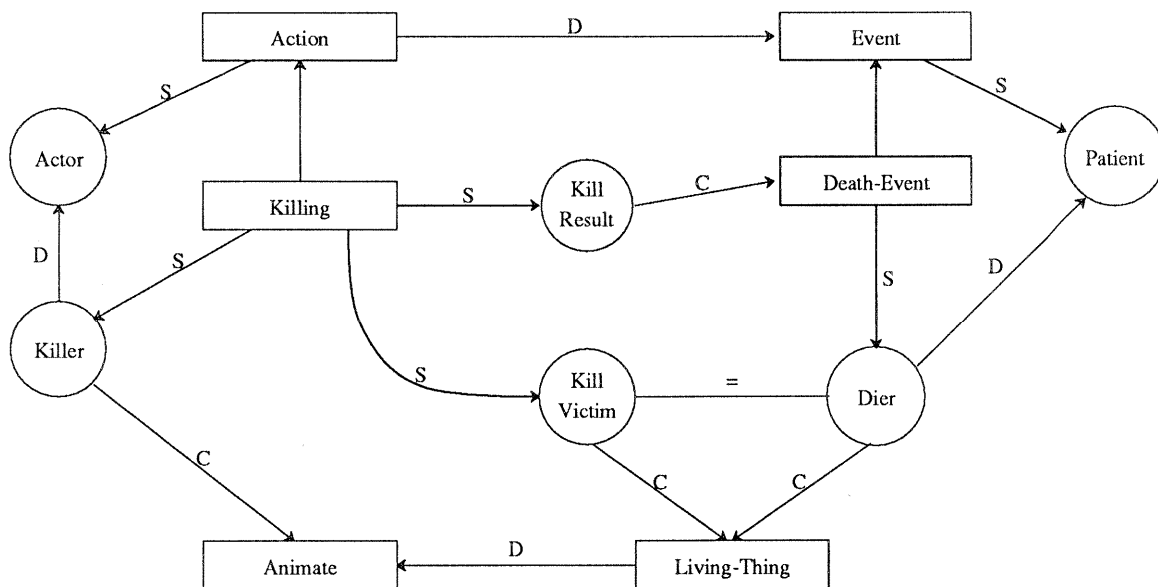 Action
D
Event
S
S
Actor
Patient
Killing
S
Kill
Result
C
Death-Event
D
S
S
D
Killer
S
Kill
Victim
=
Dier
C
C
C
Animate
D
Living-Thing